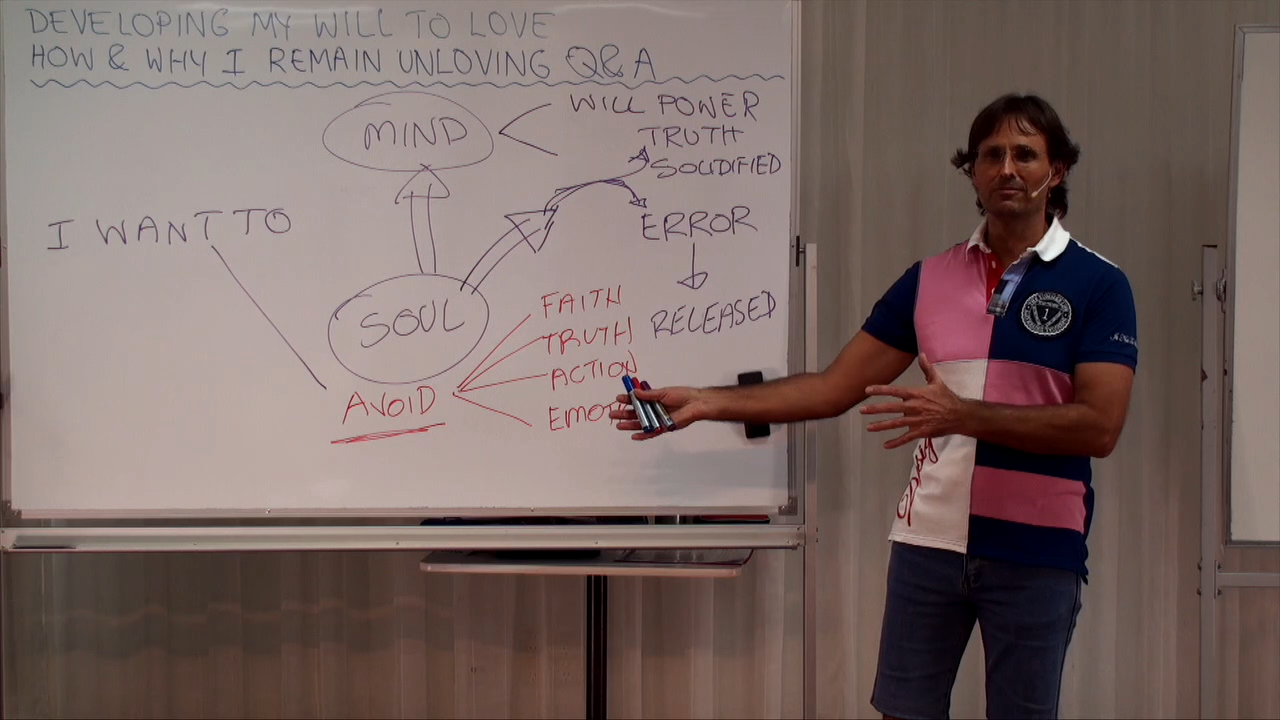 DEVELOPING MY WILL TO LOVE
HOW & WHY I REMAIN UNLOVING Q&A
MIND
WILL POWER
TRUTH
SOLIDIFIED
I WANT TO
ERROR
SOUL
FAITH
TRUTH
RELEASED
ACTION
AVOID
1